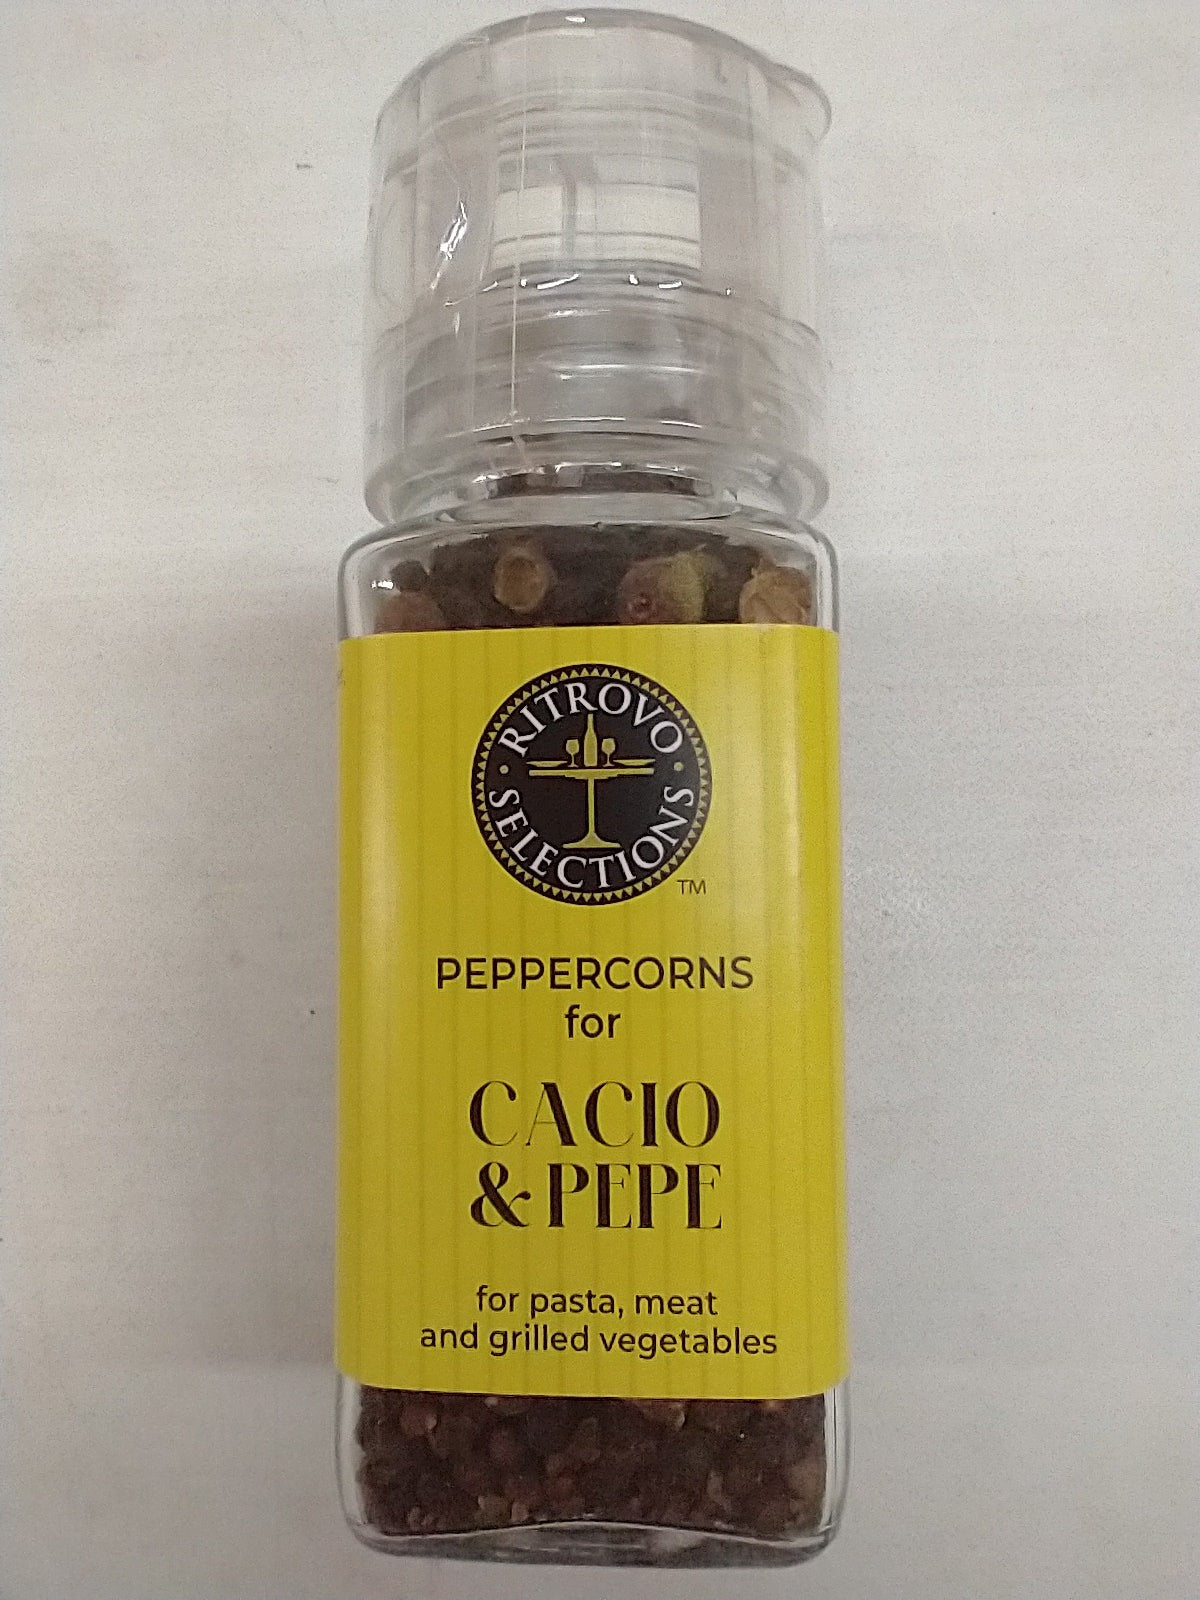 RITROVO
SELECTIONS
TM
PEPPERCORNS
for
CACIO
& PEPE
for pasta, meat
and grilled vegetables